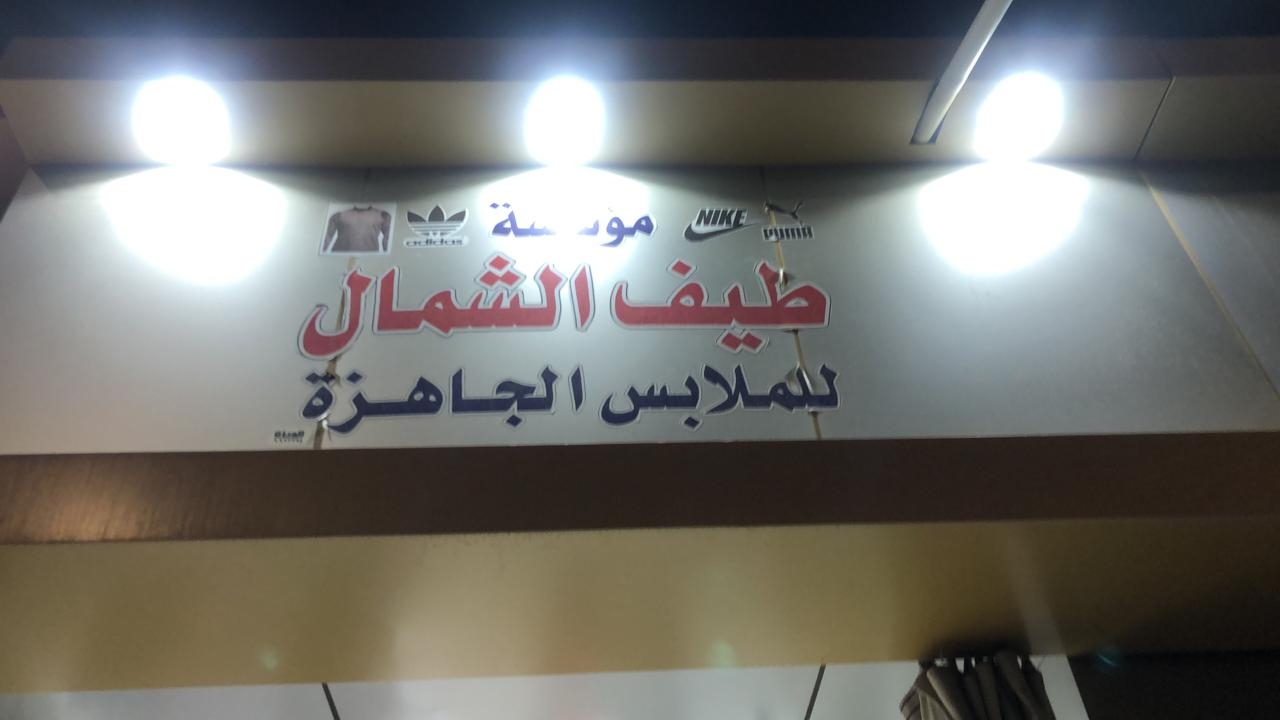 adidas مؤسسة NIKE PUMA
طيف الشمال
للملابس الجاهزة